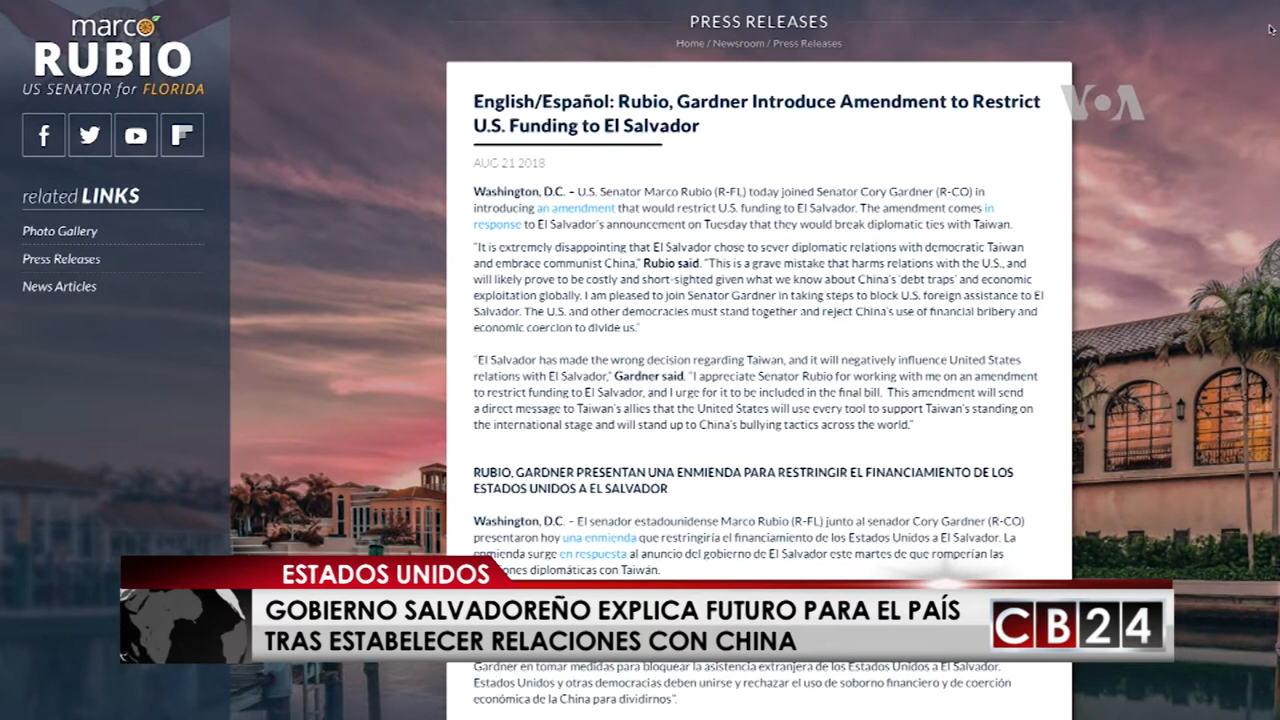 marco
RUBIO
US SENATOR for FLORIDA
related LINKS
Photo Gallery
Press Releases
News Articles
PRESS RELEASES
Home / Newsroom / Press Releases
VOA
English/Español: Rubio, Gardner Introduce Amendment to Restrict
U.S. Funding to El Salvador
AUG 21 2018
Washington, D.C. – U.S. Senator Marco Rubio (R-FL) today joined Senator Cory Gardner (R-CO) in
introducing an amendment that would restrict U.S. funding to El Salvador. The amendment comes in
response to El Salvador's announcement on Tuesday that they would break diplomatic ties with Taiwan.
"It is extremely disappointing that El Salvador chose to sever diplomatic relations with democratic Taiwan
and embrace communist China," Rubio said. "This is a grave mistake that harms relations with the U.S., and
will likely prove to be costly and short-sighted given what we know about China's 'debt traps' and economic
exploitation globally. I am pleased to join Senator Gardner in taking steps to block U.S. foreign assistance to El
Salvador. The U.S. and other democracies must stand together and reject China's use of financial bribery and
economic coercion to divide us."
"El Salvador has made the wrong decision regarding Taiwan, and it will negatively influence United States
relations with El Salvador," Gardner said. "I appreciate Senator Rubio for working with me on an amendment
to restrict funding to El Salvador, and I urge for it to be included in the final bill. This amendment will send
a direct message to Taiwan's allies that the United States will use every tool to support Taiwan's standing on
the international stage and will stand up to China's bullying tactics across the world."
RUBIO, GARDNER PRESENTAN UNA ENMIENDA PARA RESTRINGIR EL FINANCIAMIENTO DE LOS
ESTADOS UNIDOS A EL SALVADOR
Washington, D.C. – El senador estadounidense Marco Rubio (R-FL) junto al senador Cory Gardner (R-CO)
presentaron hoy una enmienda que restringiría el financiamiento de los Estados Unidos a El Salvador. La
enmienda surge en respuesta al anuncio del gobierno de El Salvador este martes de que romperían las
ones diplomáticas con Taiwán.
ESTADOS UNIDOS
GOBIERNO SALVADOREÑO EXPLICA FUTURO PARA EL PAÍS
TRAS ESTABELECER RELACIONES CON CHINA
CB24
Gardner en tomar medidas para bloquear la asistencia extranjera de los Estados Unidos a El Salvador.
Estados Unidos y otras democracias deben unirse y rechazar el uso de soborno financiero y de coerción
económica de la China para dividirnos".